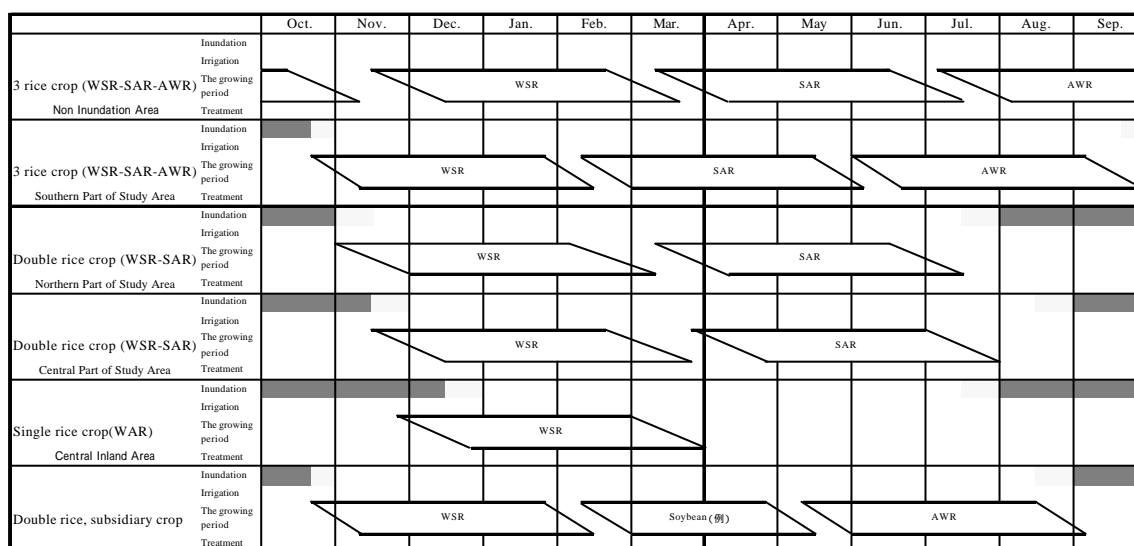 Oct. Nov. Dec. Jan. Feb. Mar. Apr. May Jun. Jul. Aug. Sep.
Inundation
Irrigation
3 rice crop (WSR-SAR-AWR) The growing period WSR SAR AWR
Non Inundation Area Treatment
Inundation
Irrigation
3 rice crop (WSR-SAR-AWR) The growing period WSR SAR AWR
Southern Part of Study Area Treatment
Inundation
Irrigation
Double rice crop (WSR-SAR) The growing period WSR SAR
Northern Part of Study Area Treatment
Inundation
Irrigation
Double rice crop (WSR-SAR) The growing period WSR SAR
Central Part of Study Area Treatment
Inundation
Irrigation
Single rice crop(WAR) The growing period WSR
Central Inland Area Treatment
Inundation
Irrigation
Double rice, subsidiary crop The growing period WSR Soybean(例) AWR
Treatment